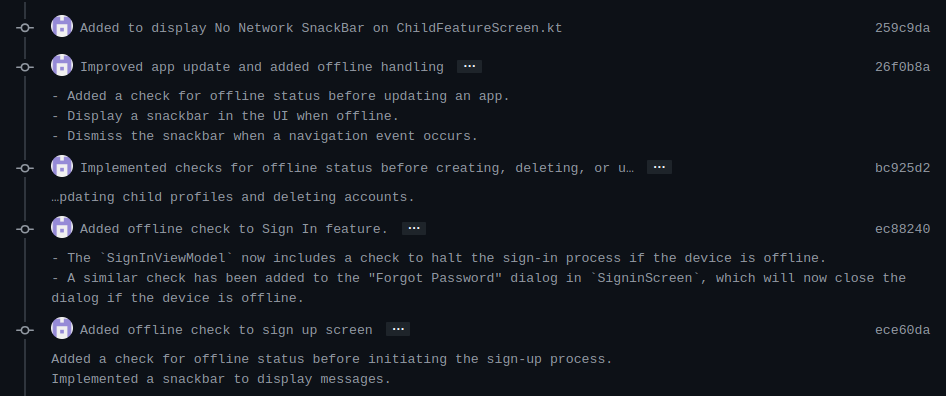 Added to display No Network SnackBar on ChildFeatureScreen.kt 259c9da
Improved app update and added offline handling ... 26f0b8a
- Added a check for offline status before updating an app.
- Display a snackbar in the UI when offline.
- Dismiss the snackbar when a navigation event occurs.
Implemented checks for offline status before creating, deleting, or u… ... bc925d2
…pdating child profiles and deleting accounts.
Added offline check to Sign In feature. ... ec88240
- The `SignInViewModel` now includes a check to halt the sign-in process if the device is offline.
- A similar check has been added to the "Forgot Password" dialog in `SigninScreen`, which will now close the
dialog if the device is offline.
Added offline check to sign up screen ... ece60da
Added a check for offline status before initiating the sign-up process.
Implemented a snackbar to display messages.